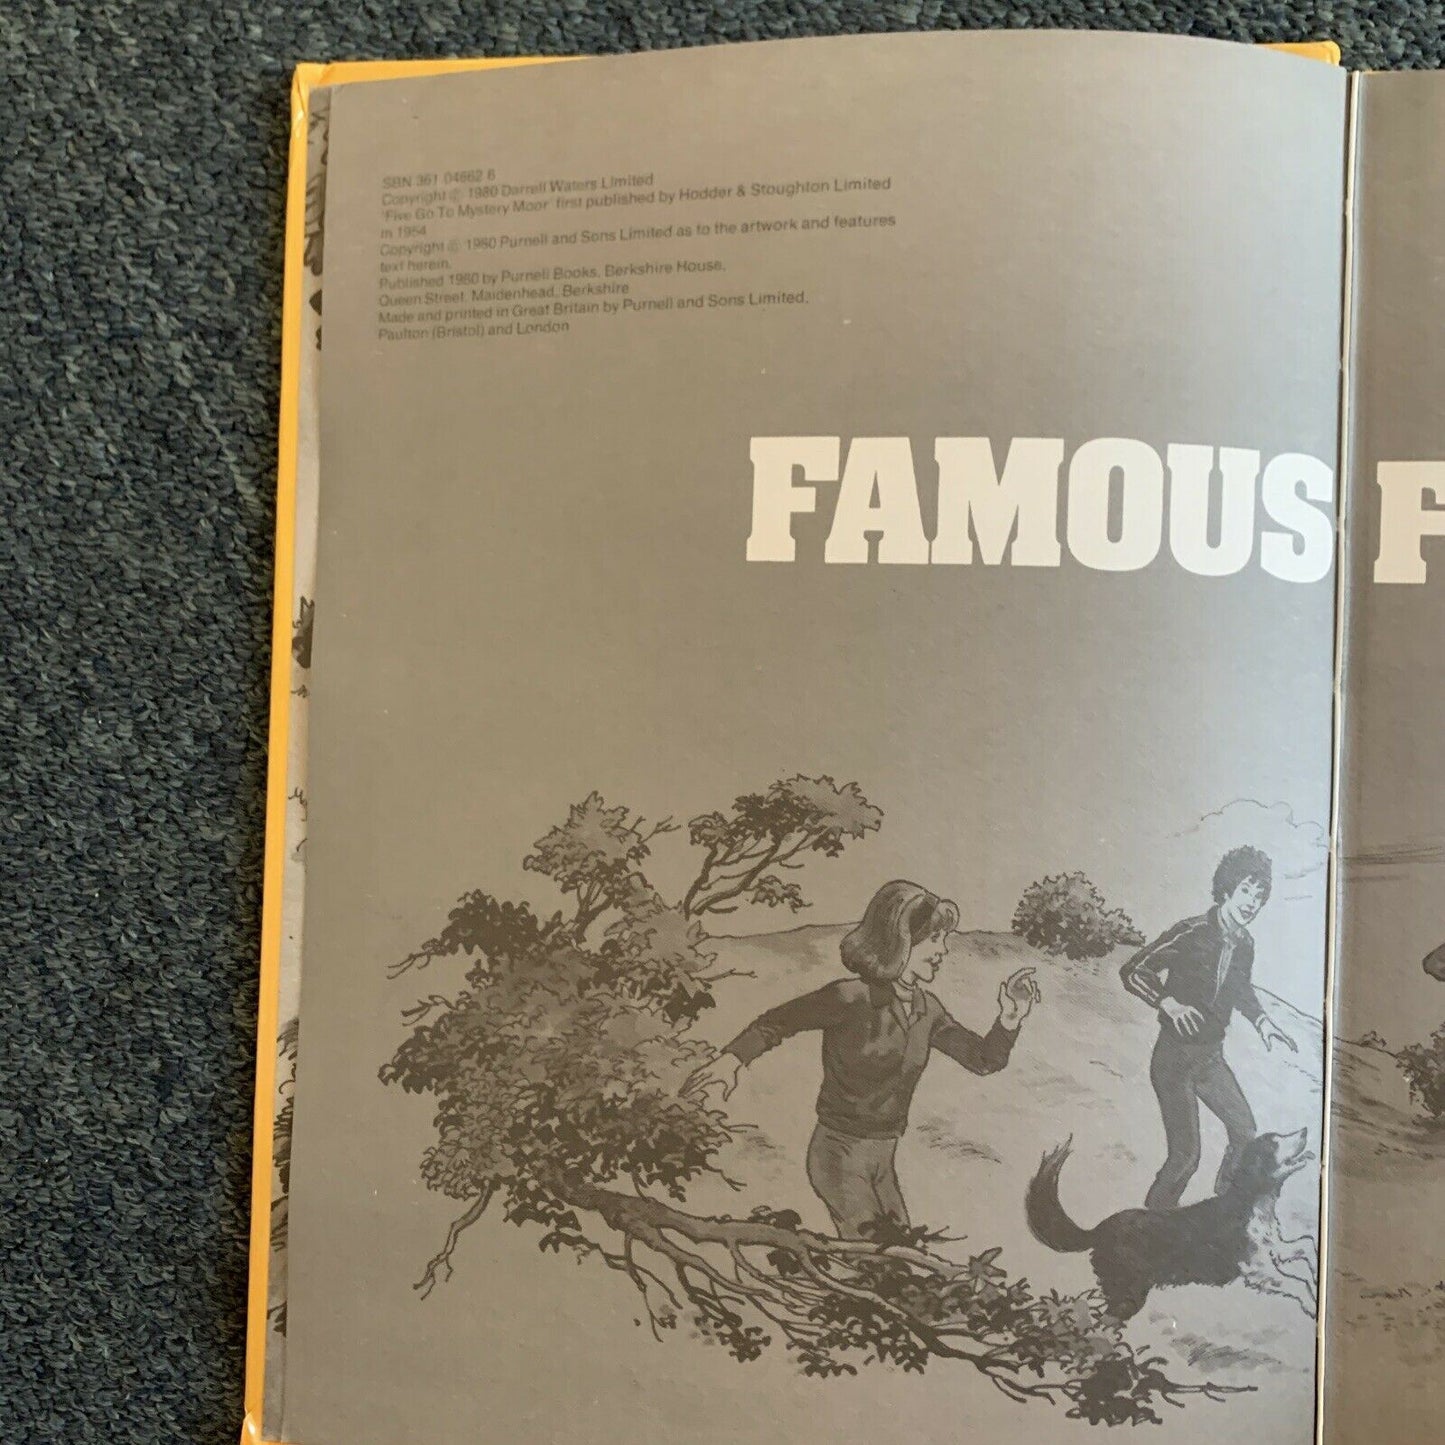 SBN 361 04662 6
Copyright © 1980 Darrell Waters Limited
'Five Go To Mystery Moor' first published by Hodder & Stoughton Limited
in 1954
Copyright © 1980 Purnell and Sons Limited as to the artwork and features
text herein.
Published 1980 by Purnell Books, Berkshire House,
Queen Street, Maidenhead, Berkshire
Made and printed in Great Britain by Purnell and Sons Limited,
Paulton (Bristol) and London
FAMOUS F